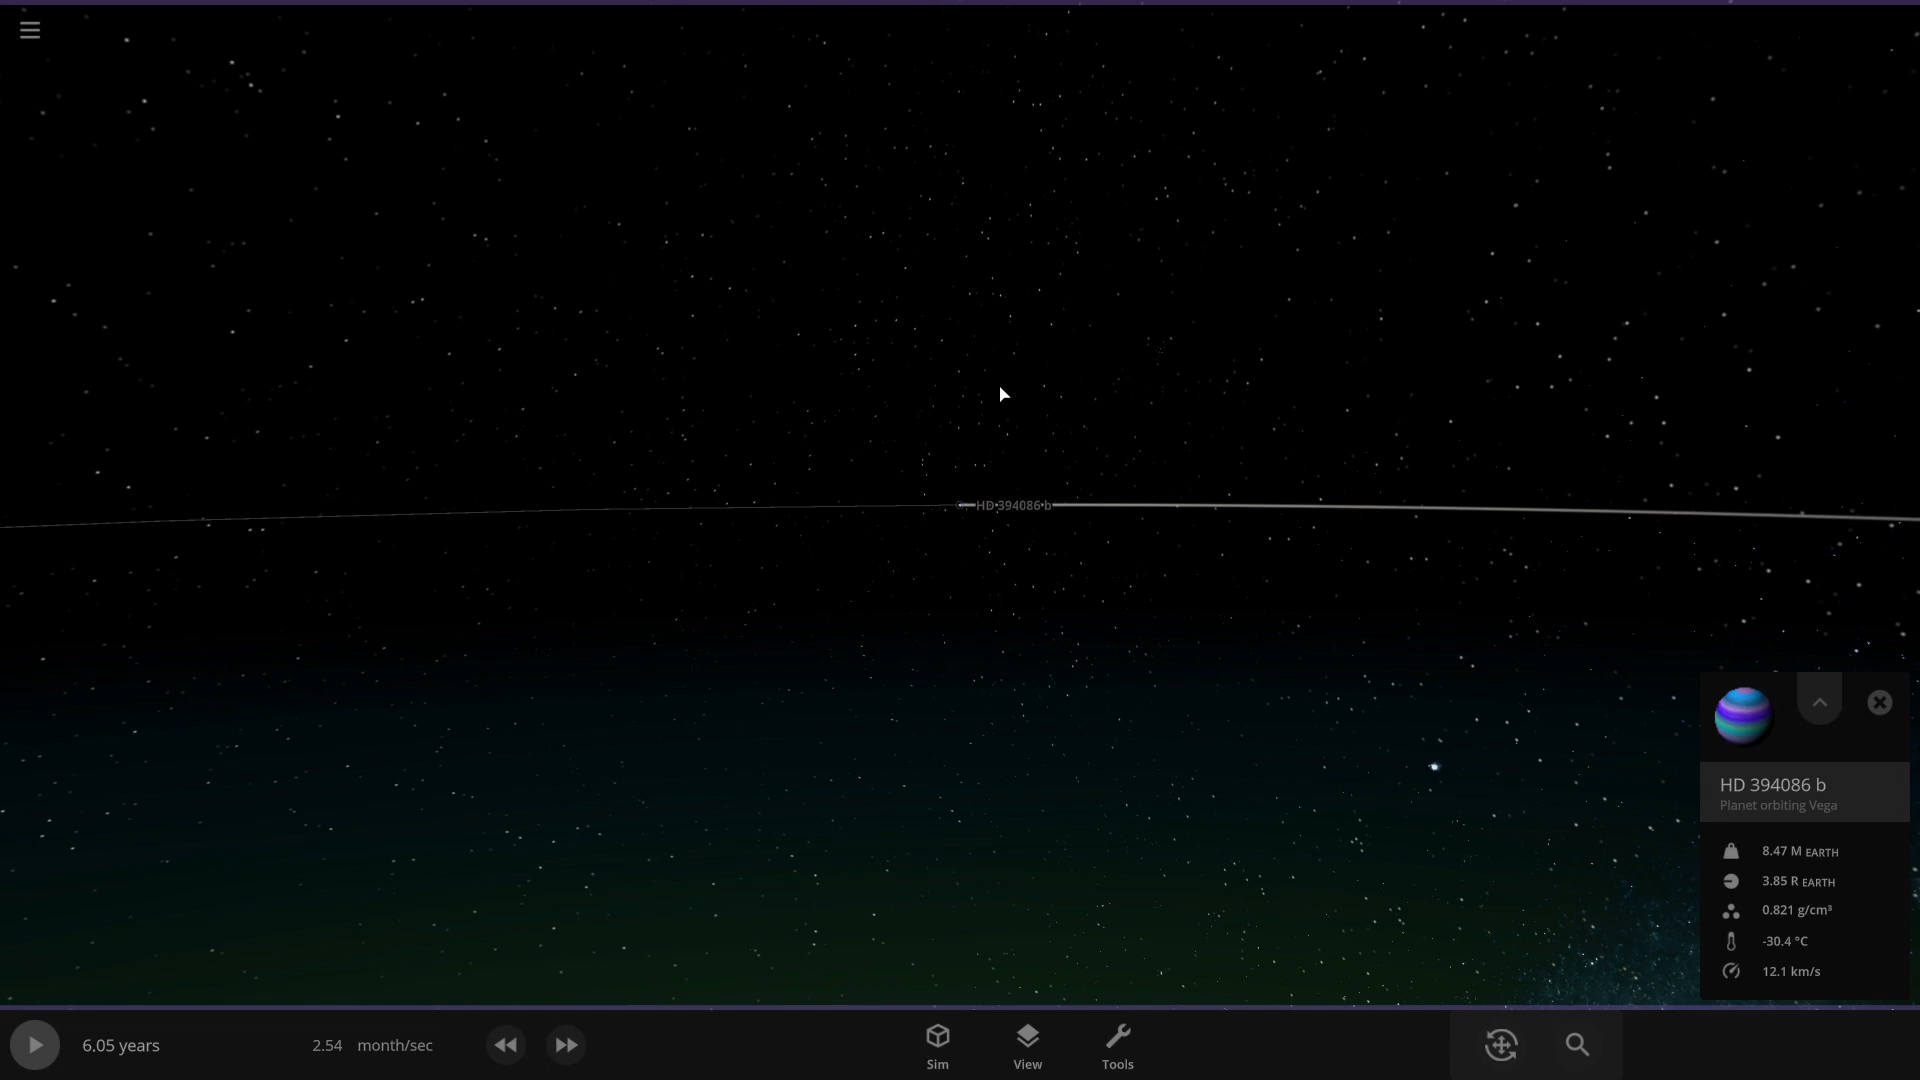 HD 394086 b
HD 394086 b
Planet orbiting Vega
8.47 M EARTH
3.85 R EARTH
0.821 g/cm³
-30.4 °C
12.1 km/s
6.05 years 2.54 month/sec
Sim View Tools